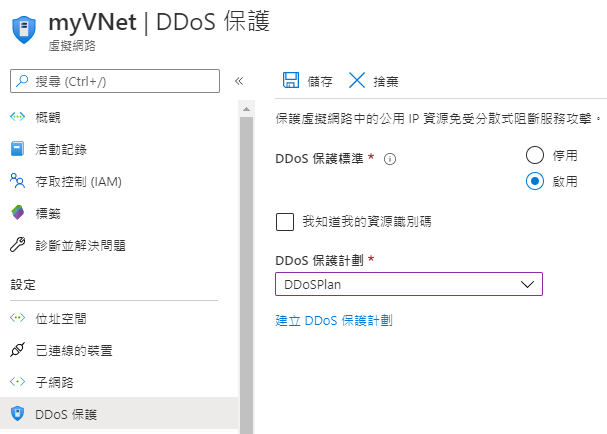 myVNet | DDoS 保護
虛擬網路
搜尋 (Ctrl+/)
«
概觀
活動記錄
存取控制 (IAM)
標籤
診斷並解決問題
設定
位址空間
已連線的裝置
子網路
DDoS 保護
儲存
捨棄
保護虛擬網路中的公用 IP 資源免受分散式阻斷服務攻擊。
DDoS 保護標準 *
停用
啟用
我知道我的資源識別碼
DDoS 保護計劃 *
DDoSPlan
建立 DDoS 保護計劃